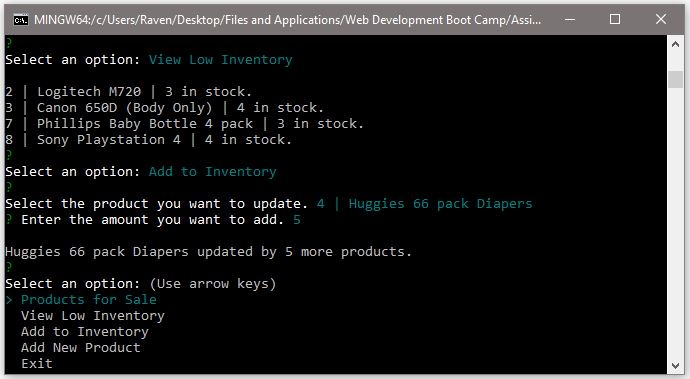 MINGW64:/c/Users/Raven/Desktop/Files and Applications/Web Development Boot Camp/Assi...
?
Select an option: View Low Inventory
2 | Logitech M720 | 3 in stock.
3 | Canon 650D (Body Only) | 4 in stock.
7 | Phillips Baby Bottle 4 pack | 3 in stock.
8 | Sony Playstation 4 | 4 in stock.
?
Select an option: Add to Inventory
?
Select the product you want to update. 4 | Huggies 66 pack Diapers
? Enter the amount you want to add. 5
Huggies 66 pack Diapers updated by 5 more products.
?
Select an option: (Use arrow keys)
> Products for Sale
View Low Inventory
Add to Inventory
Add New Product
Exit